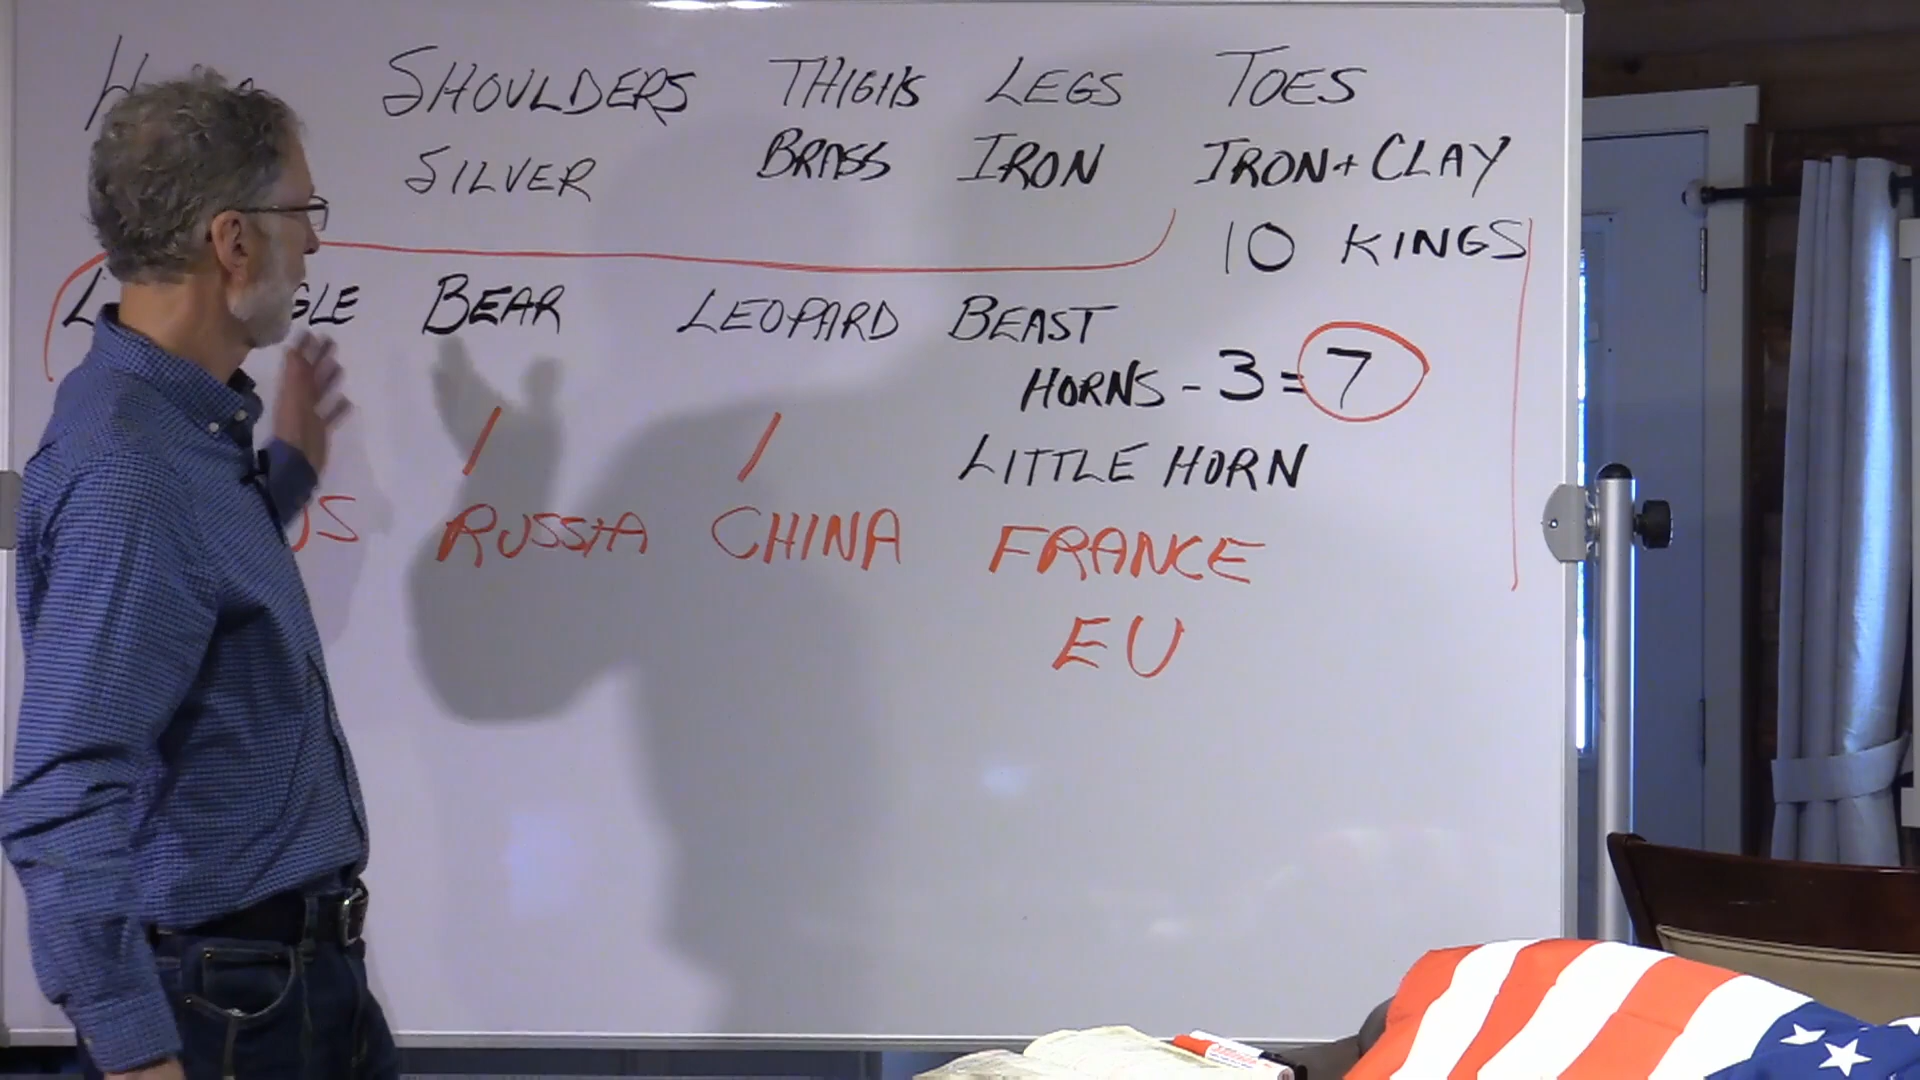 SHOULDERS THIGHS LEGS TOES
SILVER BRASS IRON IRON + CLAY
10 KINGS
BEAR LEOPARD BEAST
HORNS - 3 = 7
LITTLE HORN
US RUSSIA CHINA FRANCE
EU